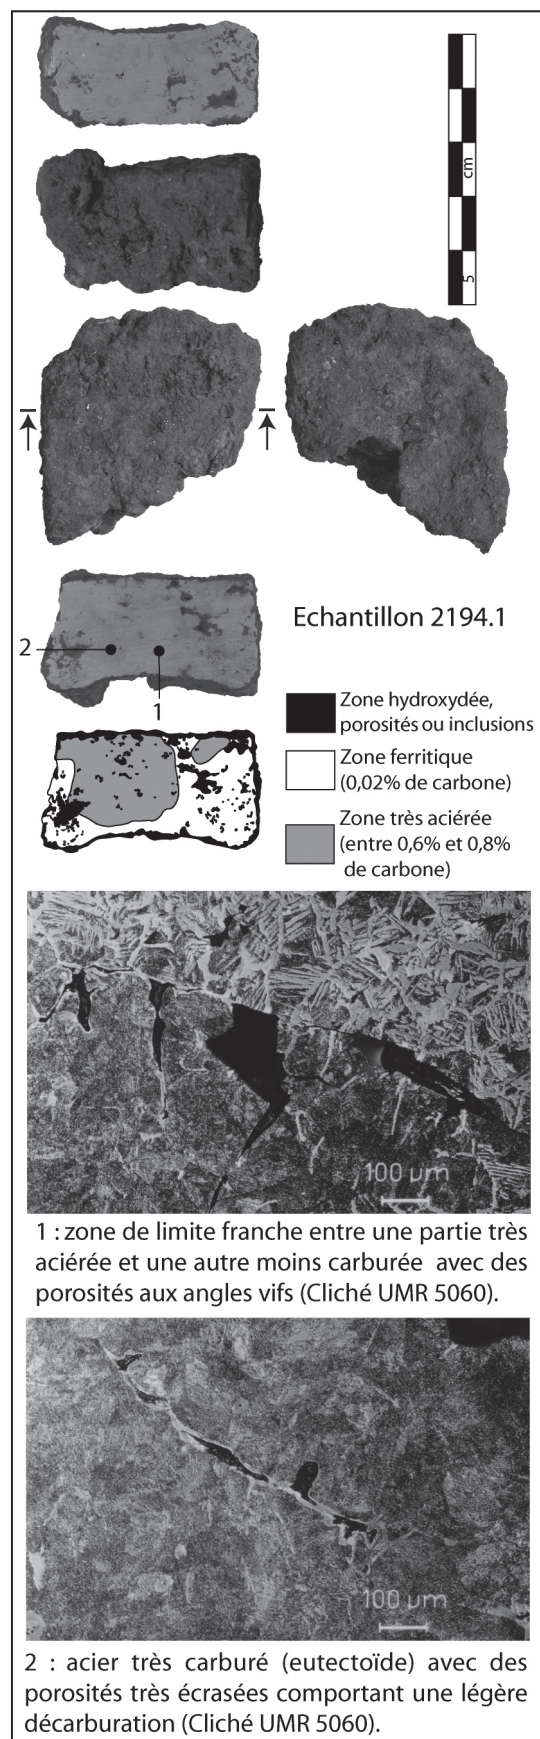 cm
5
Echantillon 2194.1
2
1
Zone hydroxydée,
porosités ou inclusions
Zone ferritique
(0,02% de carbone)
Zone très aciérée
(entre 0,6% et 0,8%
de carbone)
100 µm
1 : zone de limite franche entre une partie très
aciérée et une autre moins carburée avec des
porosités aux angles vifs (Cliché UMR 5060).
100 µm
2 : acier très carburé (eutectoïde) avec des
porosités très écrasées comportant une légère
décarburation (Cliché UMR 5060).